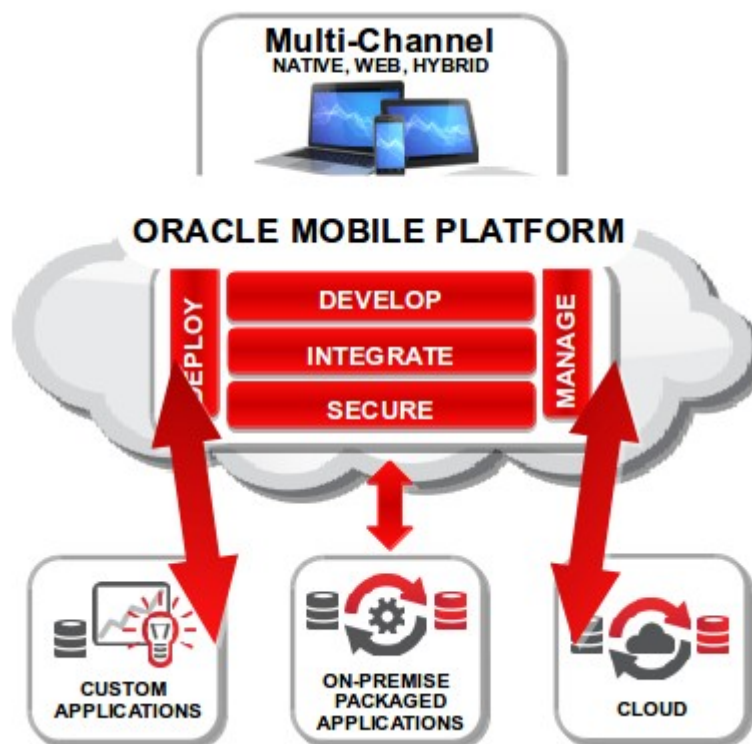 Multi-Channel
NATIVE, WEB, HYBRID
ORACLE MOBILE PLATFORM
DEPLOY
DEVELOP
INTEGRATE
SECURE
MANAGE
CUSTOM
APPLICATIONS
ON-PREMISE
PACKAGED
APPLICATIONS
CLOUD